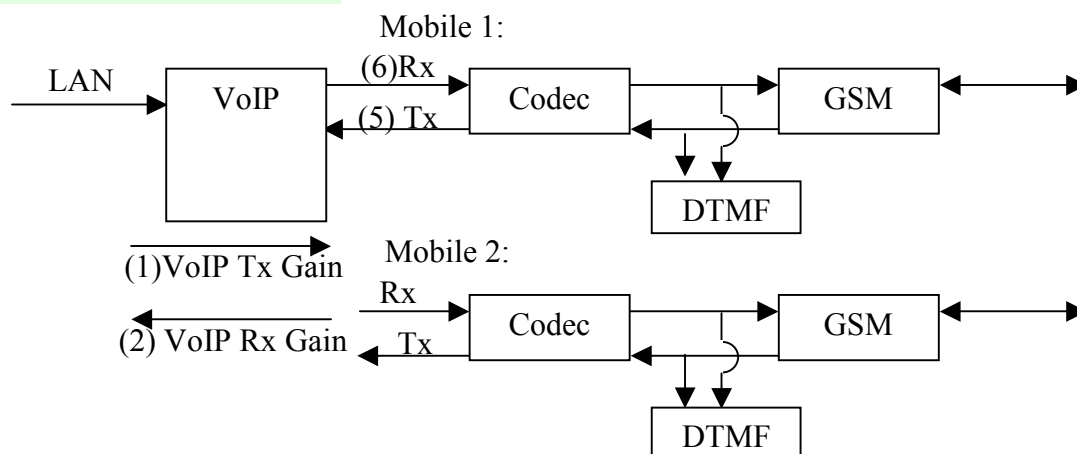 Mobile 1:
LAN
VoIP
(6)Rx
(5) Tx
Codec
GSM
DTMF
(1)VoIP Tx Gain
(2) VoIP Rx Gain
Mobile 2:
Rx
Tx
Codec
GSM
DTMF